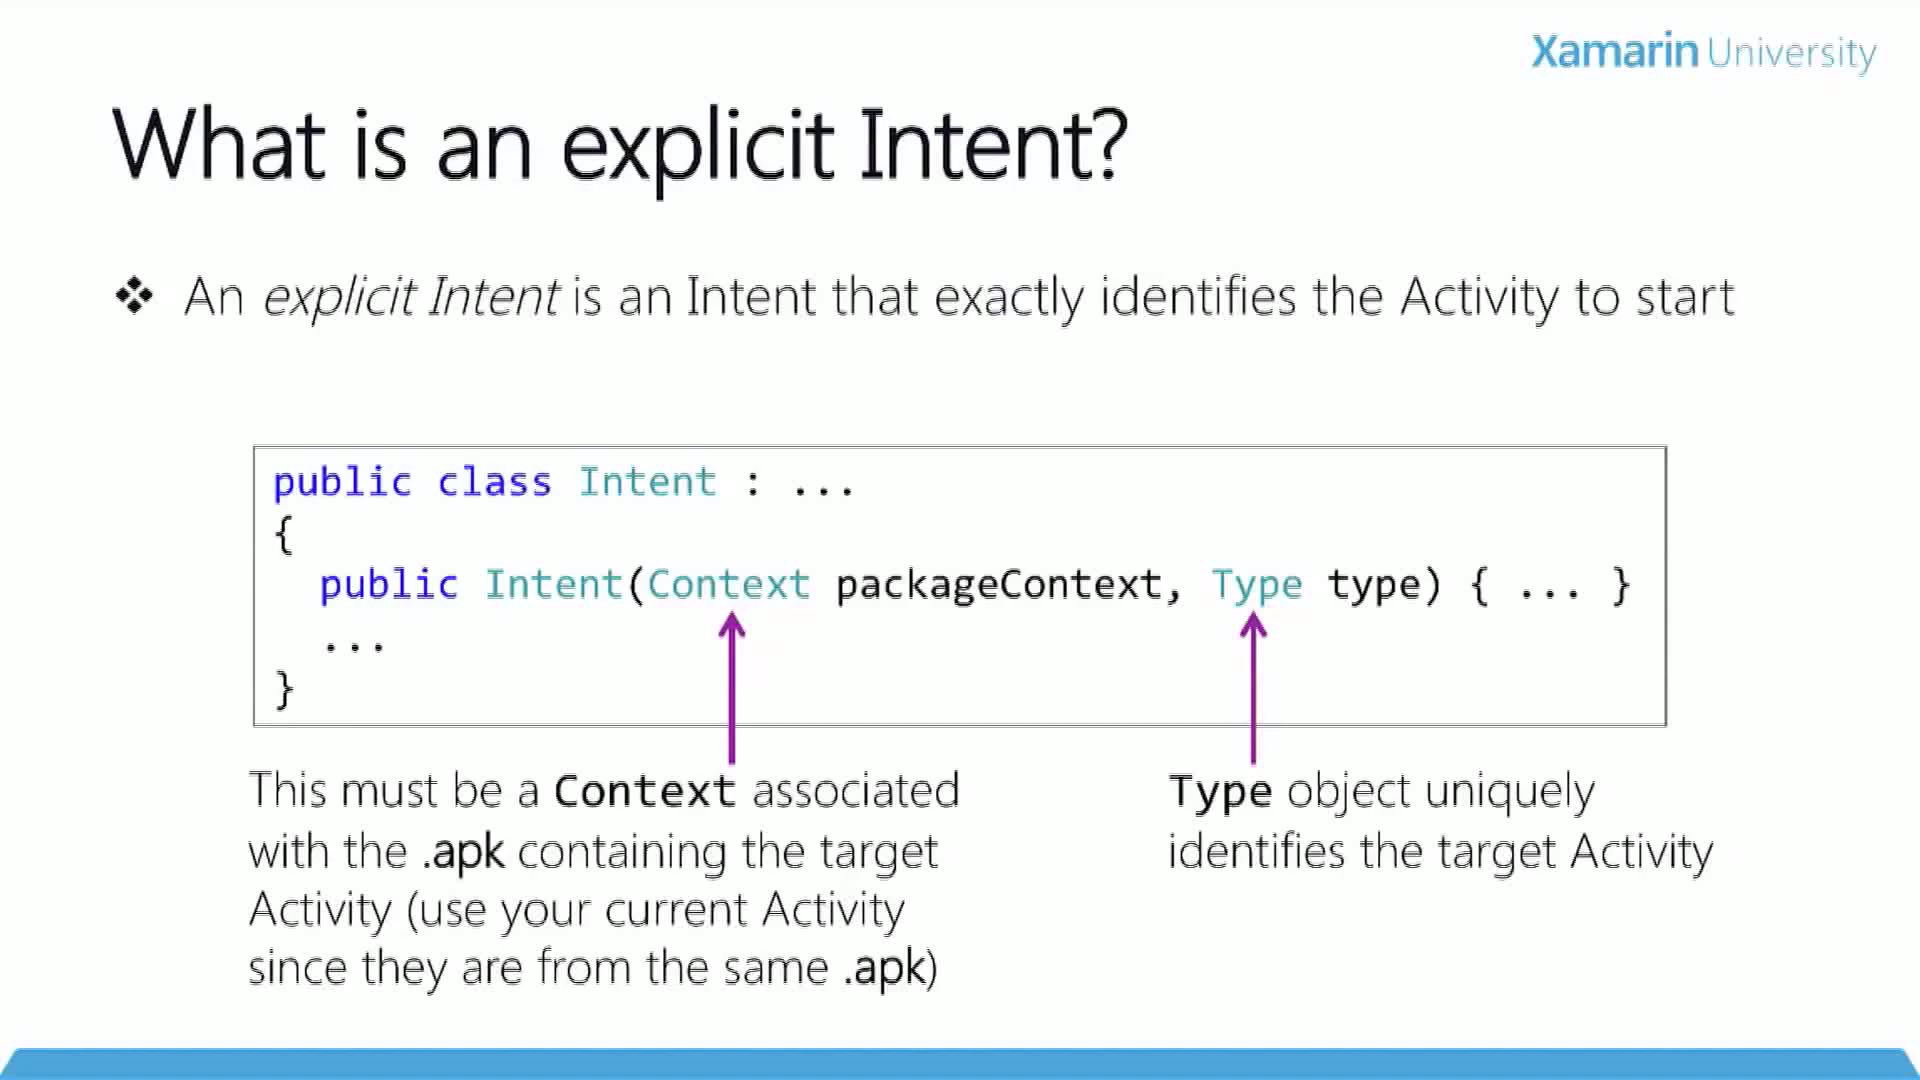 Xamarin University
What is an explicit Intent?
❖ An explicit Intent is an Intent that exactly identifies the Activity to start
public class Intent : ...
{
public Intent(Context packageContext, Type type) { ... }
...
}
This must be a Context associated
with the .apk containing the target
Activity (use your current Activity
since they are from the same .apk)
Type object uniquely
identifies the target Activity